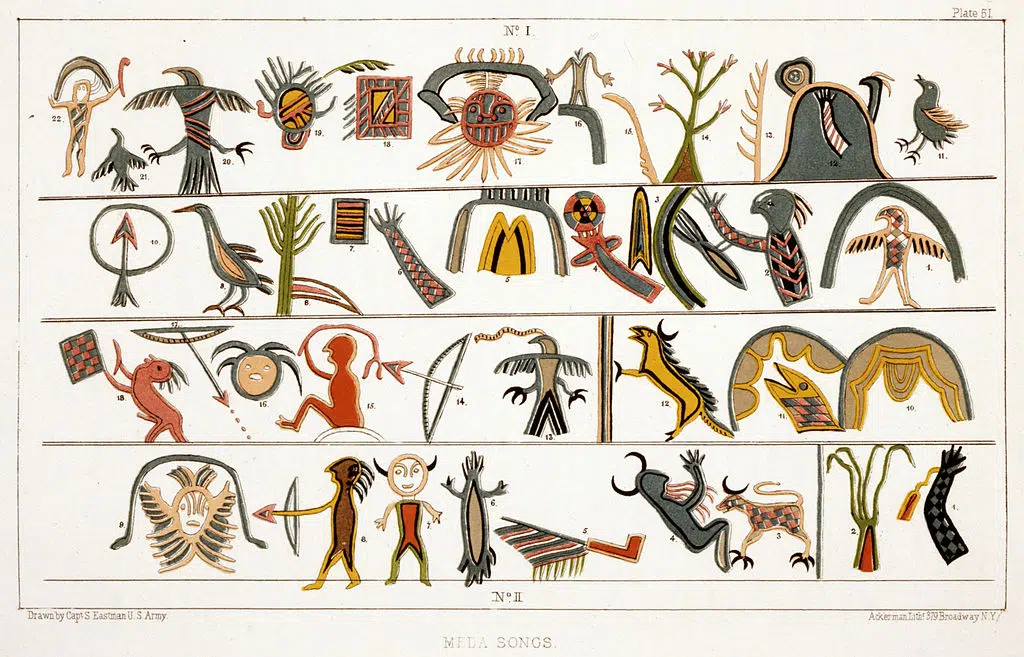 Plate 51.
No. I.
22. 21. 20. 19. 18. 17. 16. 15. 14. 13. 12. 11.
10. 9. 8. 7. 6. 5. 4. 3 2. 1.
18. 17. 16. 15. 14. 13. 12. 11. 10.
9. 8. 7. 6. 5. 4. 3. 2. 1.
No. II
Drawn by Capt. S. Eastman U.S. Army.
Ackerman Lithr. 379 Broadway N.Y.
MEDA SONGS.